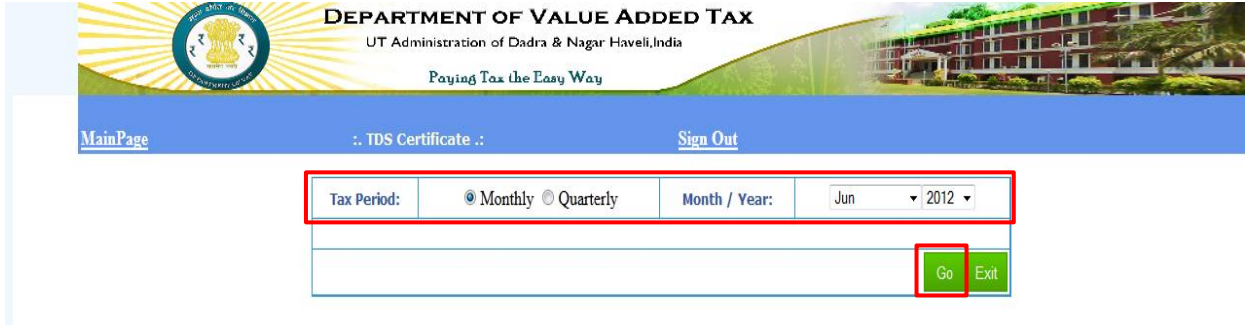 DEPARTMENT OF VALUE ADDED TAX
UT Administration of Dadra & Nagar Haveli,India
Paying Tax the Easy Way
MainPage :. TDS Certificate .: Sign Out
Tax Period: Monthly Quarterly Month / Year: Jun 2012
Go Exit